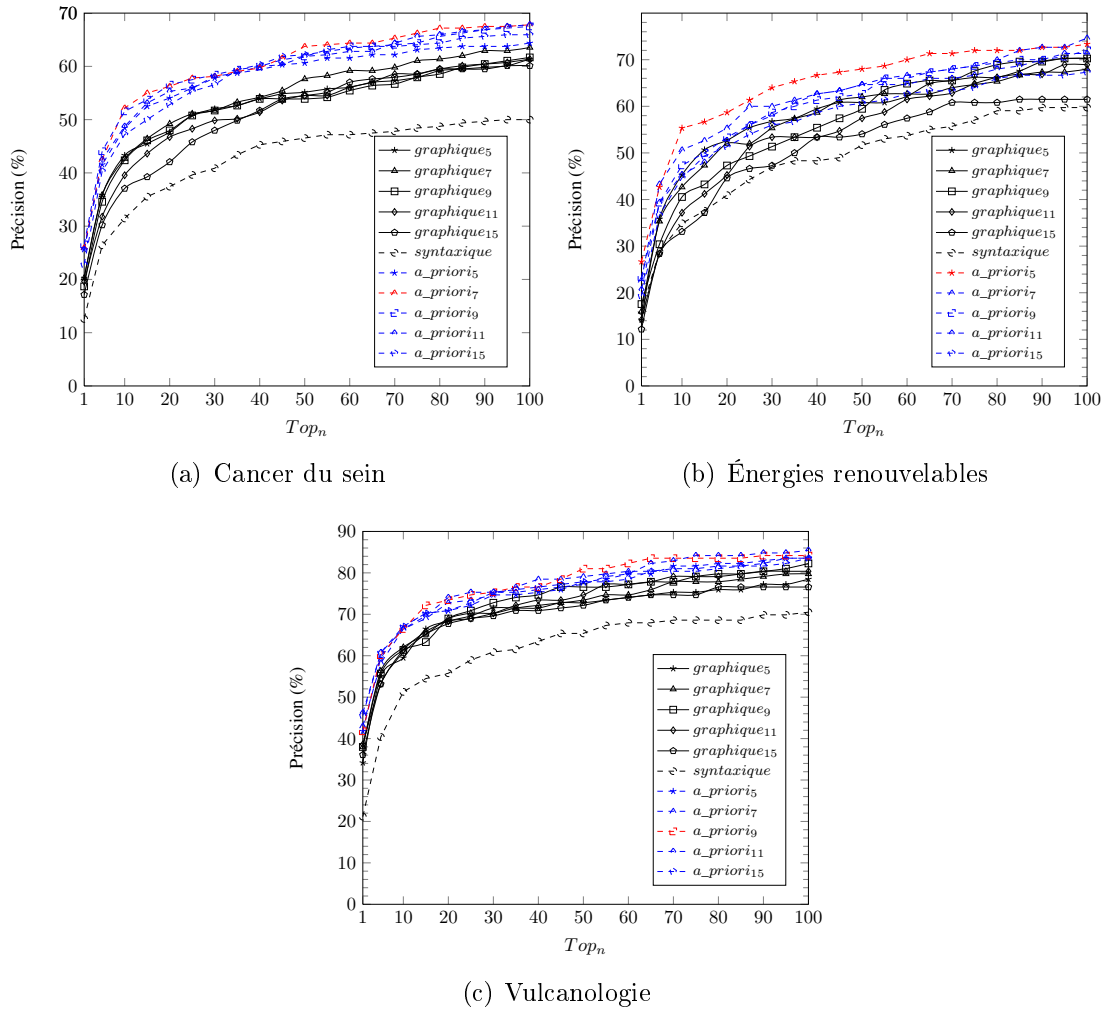 70
70
60
50
40
30
20
10
0
Précision (%)
1 10 20 30 40 50 60 70 80 90 100
Top_n
graphique_5
graphique_7
graphique_9
graphique_11
graphique_15
syntaxique
a_priori_5
a_priori_7
a_priori_9
a_priori_11
a_priori_15
(a) Cancer du sein
70
60
50
40
30
20
10
0
Précision (%)
1 10 20 30 40 50 60 70 80 90 100
Top_n
graphique_5
graphique_7
graphique_9
graphique_11
graphique_15
syntaxique
a_priori_5
a_priori_7
a_priori_9
a_priori_11
a_priori_15
(b) Énergies renouvelables
90
80
70
60
50
40
30
20
10
0
Précision (%)
1 10 20 30 40 50 60 70 80 90 100
Top_n
graphique_5
graphique_7
graphique_9
graphique_11
graphique_15
syntaxique
a_priori_5
a_priori_7
a_priori_9
a_priori_11
a_priori_15
(c) Vulcanologie